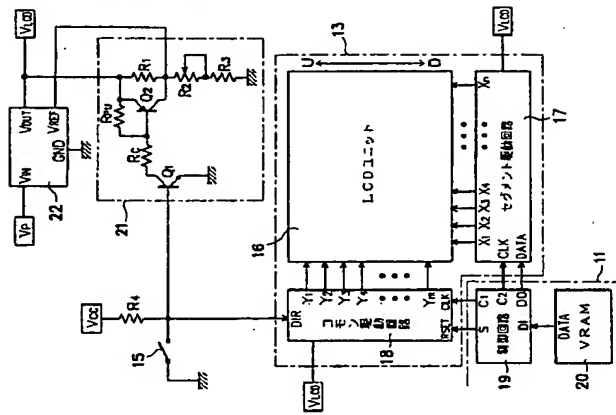 VLCD
VOUT
VREF
VIN
GND
VP
22
R1
R2
R3
RPU
Q2
RC
Q1
21
VCC
R4
15
13
U
D
LCDユニット
16
Y1
Y2
Y3
Y4
Ym
DIR
コモン駆動回路
18
RSET
CLK
VLCD
X1
X2
X3
X4
Xn
CLK
DATA
セグメント駆動回路
17
VLCD
S
C1
C2
DO
DI
制御回路
19
11
DATA
VRAM
20